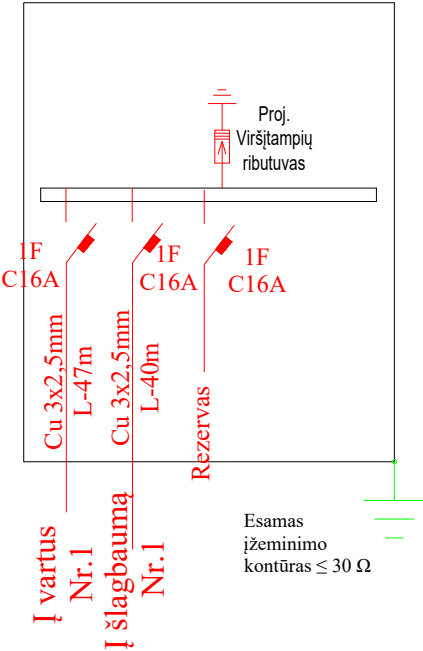 Proj.
Viršįtampių
ributuvas
1F
C16A
1F
C16A
1F
C16A
Cu 3x2,5mm
L-47m
Cu 3x2,5mm
L-40m
Rezervas
Į vartus
Nr.1
Į šlagbaumą
Nr.1
Esamas
įžeminimo
kontūras ≤ 30 Ω